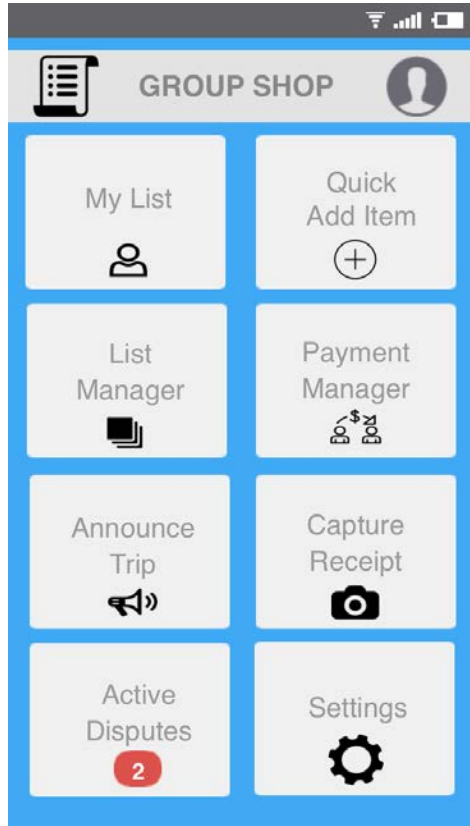 GROUP SHOP
My List
Quick
Add Item
List
Manager
Payment
Manager
$
Announce
Trip
Capture
Receipt
Active
Disputes
2
Settings